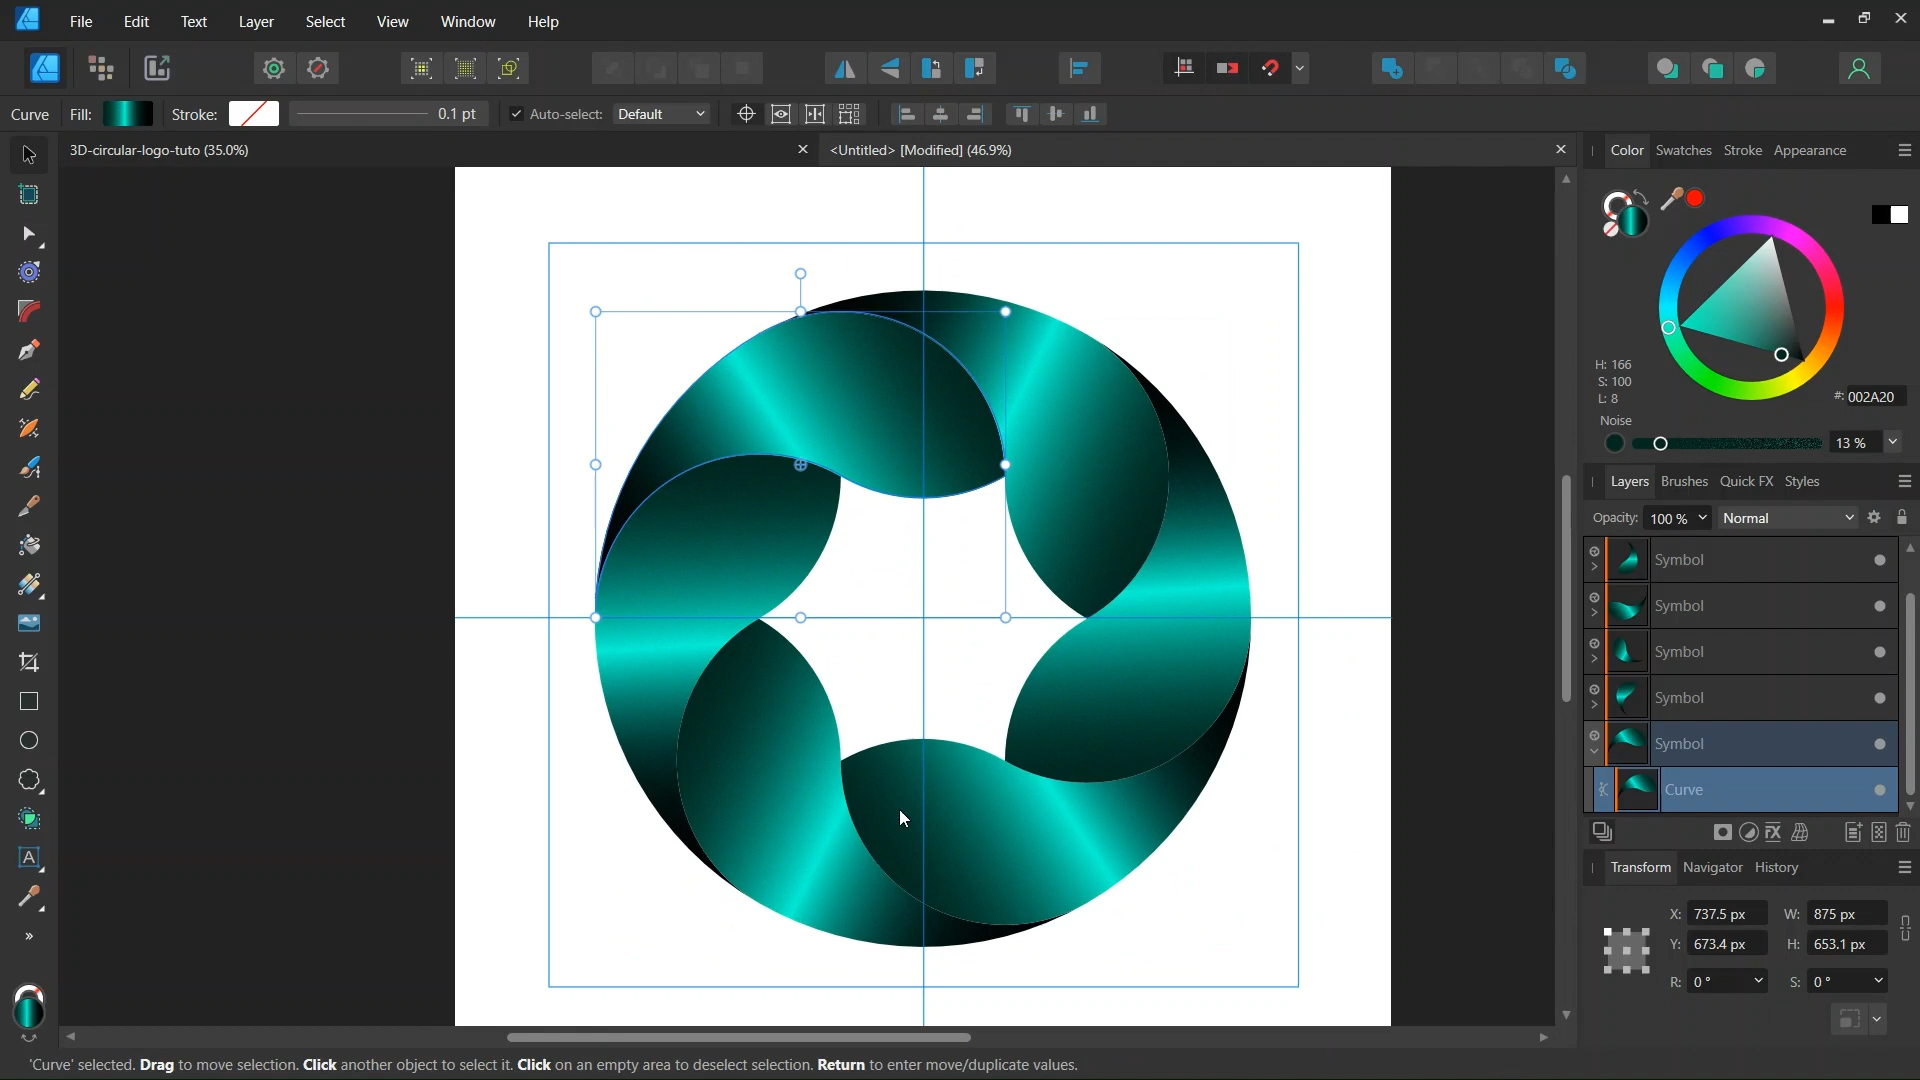 File Edit Text Layer Select View Window Help
Curve Fill: Stroke: 0.1 pt Auto-select: Default
3D-circular-logo-tuto (35.0%) <Untitled> [Modified] (46.9%)
Color Swatches Stroke Appearance
H: 166
S: 100
L: 8
#: 002A20
Noise
13 %
Layers Brushes Quick FX Styles
Opacity: 100 % Normal
Symbol
Symbol
Symbol
Symbol
Symbol
Curve
Transform Navigator History
X: 737.5 px W: 875 px
Y: 673.4 px H: 653.1 px
R: 0 ° S: 0 °
'Curve' selected. Drag to move selection. Click another object to select it. Click on an empty area to deselect selection. Return to enter move/duplicate values.